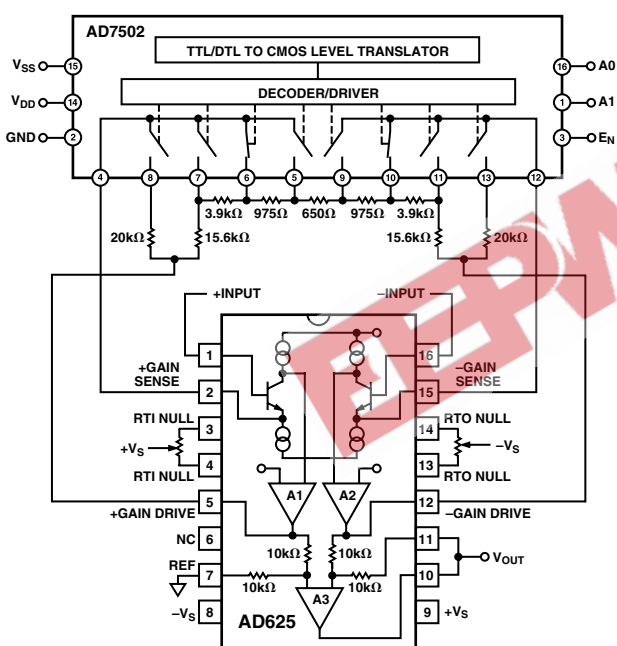 AD7502
TTL/DTL TO CMOS LEVEL TRANSLATOR
DECODER/DRIVER
VSS 15
16 A0
VDD 14
1 A1
GND 2
3 EN
4 8 7 6 5 9 10 11 13 12
3.9kΩ 975Ω 650Ω 975Ω 3.9kΩ
20kΩ 15.6kΩ 15.6kΩ 20kΩ
+INPUT –INPUT
1 16
+GAIN SENSE 2
15 –GAIN SENSE
RTI NULL 3
14 RTO NULL
+VS
–VS
RTI NULL 4
13 RTO NULL
5 A1 A2 12
+GAIN DRIVE –GAIN DRIVE
NC 6
11
10kΩ 10kΩ
VOUT
REF 7
10kΩ A3 10kΩ
10
–VS 8
AD625
9 +VS
EEPW